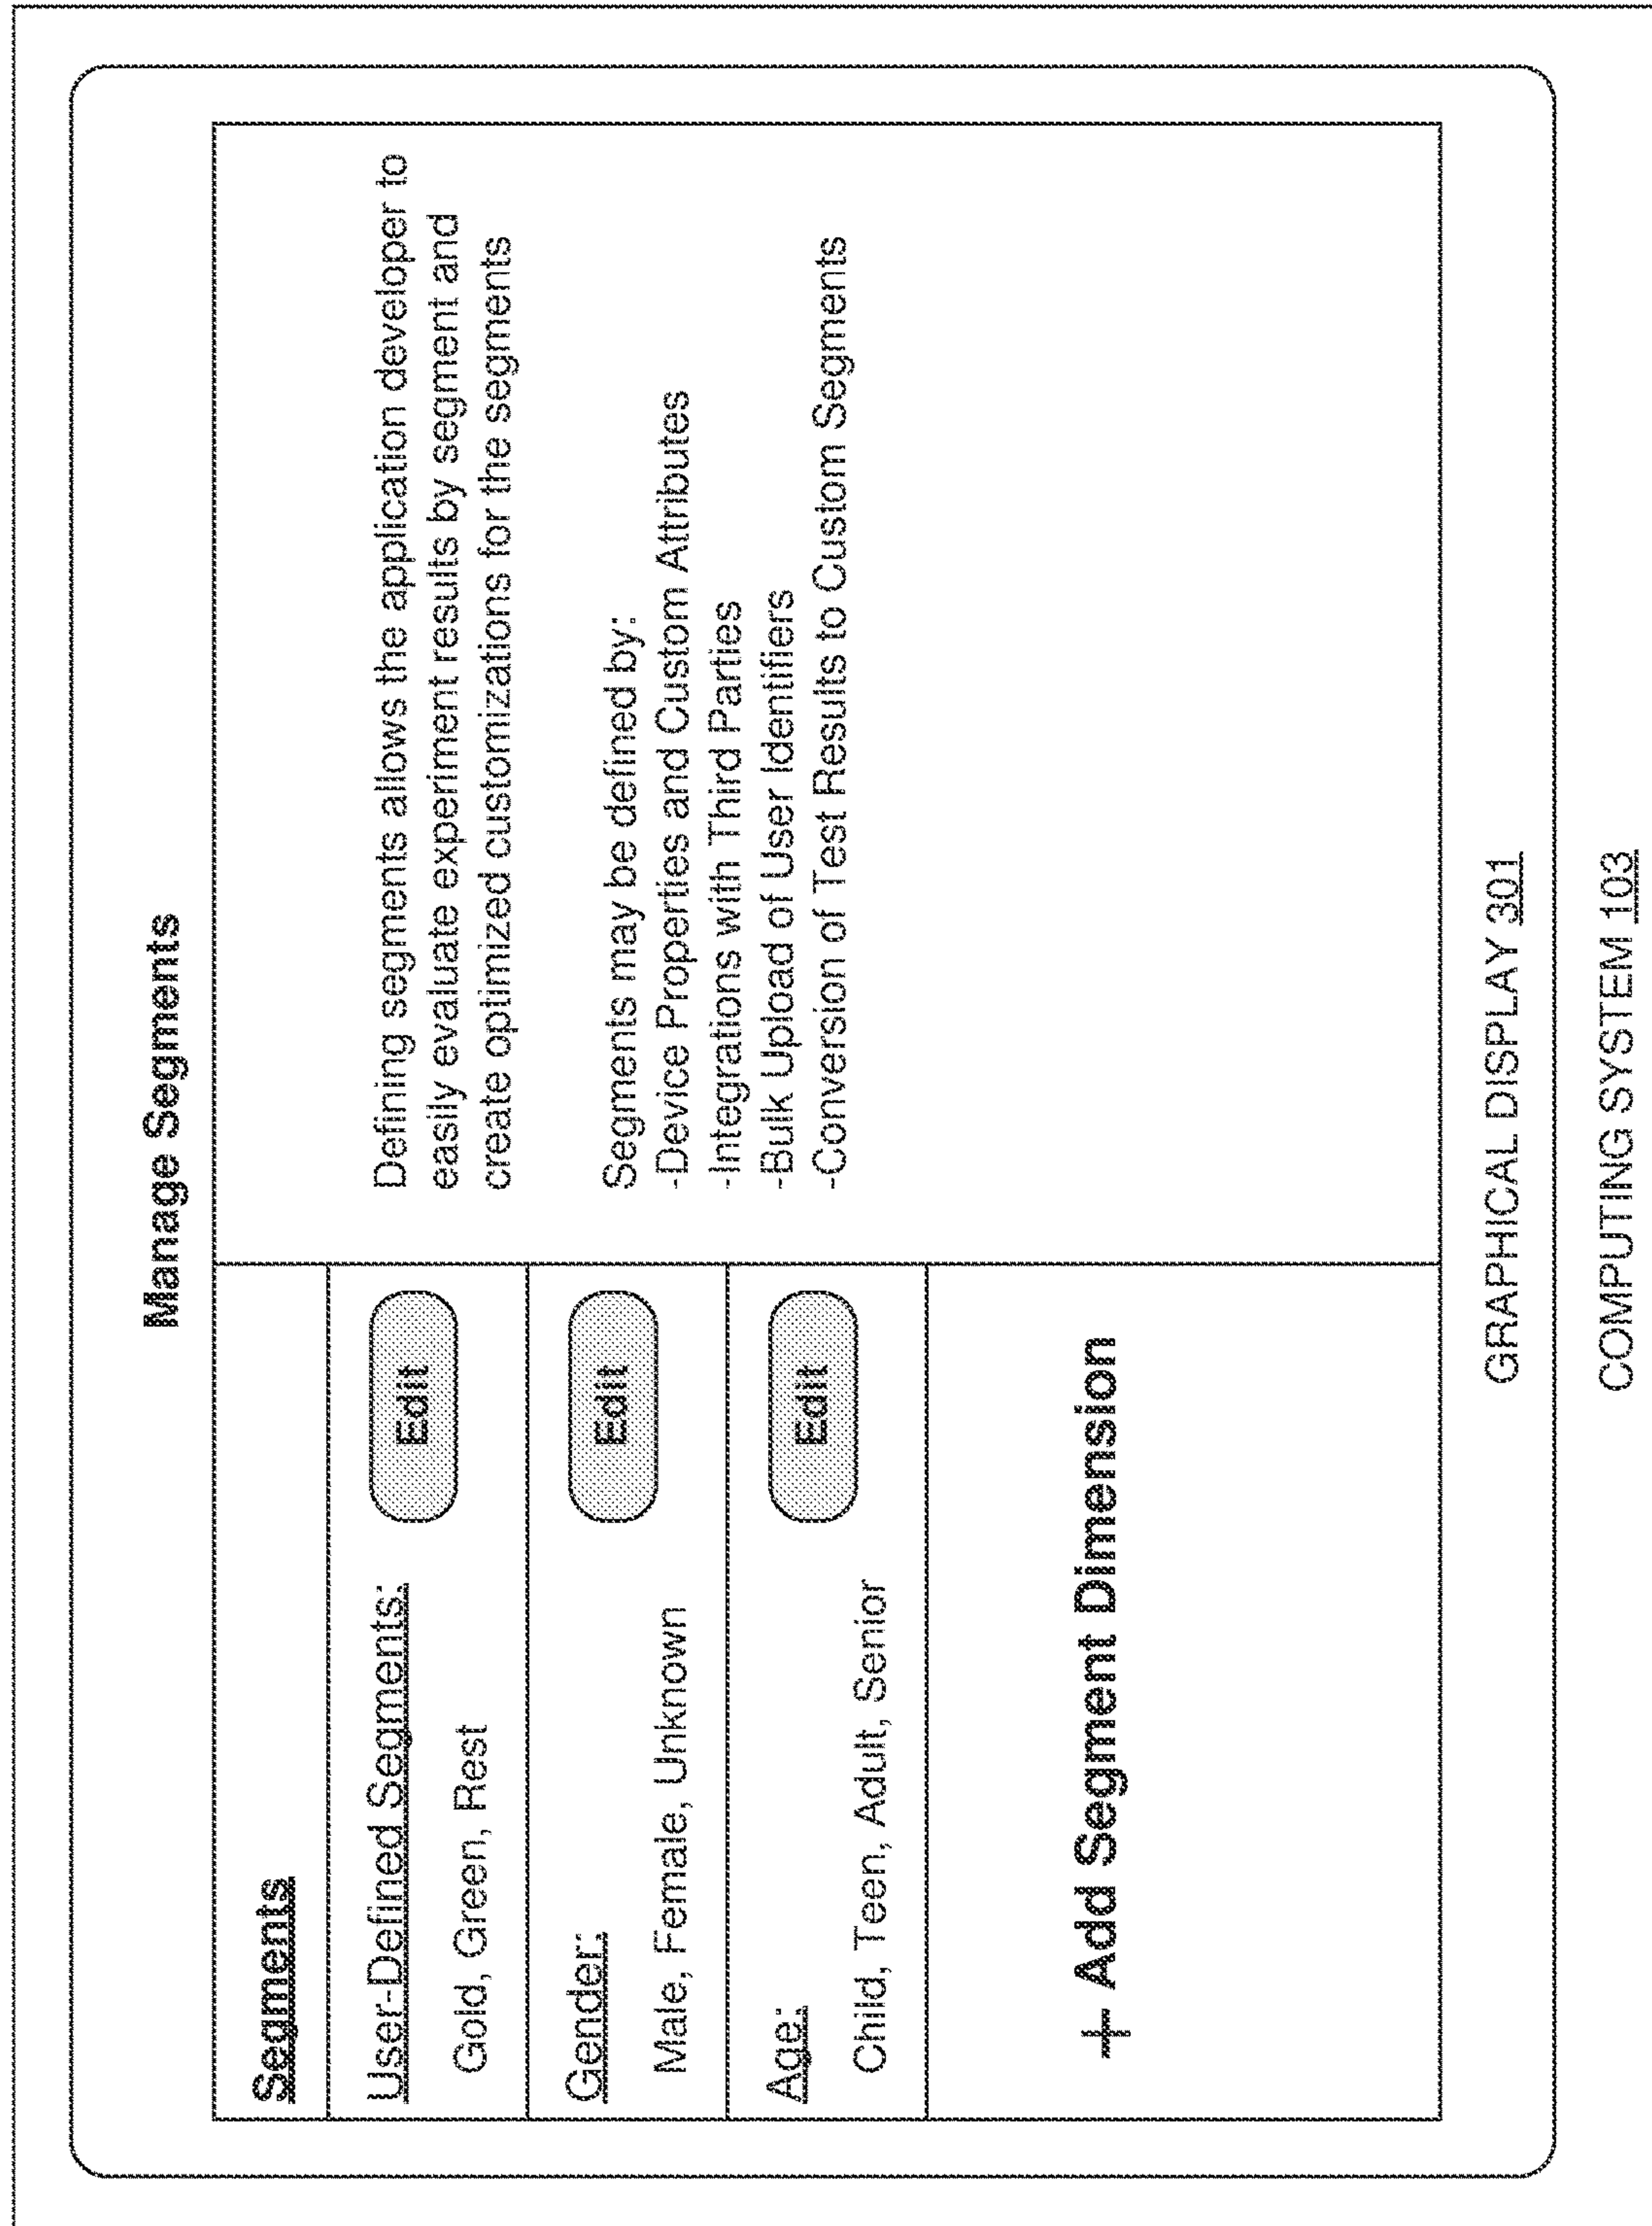 Manage Segments
Segments
User-Defined Segments:
Edit
Gold, Green, Rest
Gender:
Edit
Male, Female, Unknown
Age:
Edit
Child, Teen, Adult, Senior
+ Add Segment Dimension
Defining segments allows the application developer to
easily evaluate experiment results by segment and
create optimized customizations for the segments
Segments may be defined by:
-Device Properties and Custom Attributes
-Integrations with Third Parties
-Bulk Upload of User Identifiers
-Conversion of Test Results to Custom Segments
GRAPHICAL DISPLAY 301
COMPUTING SYSTEM 103